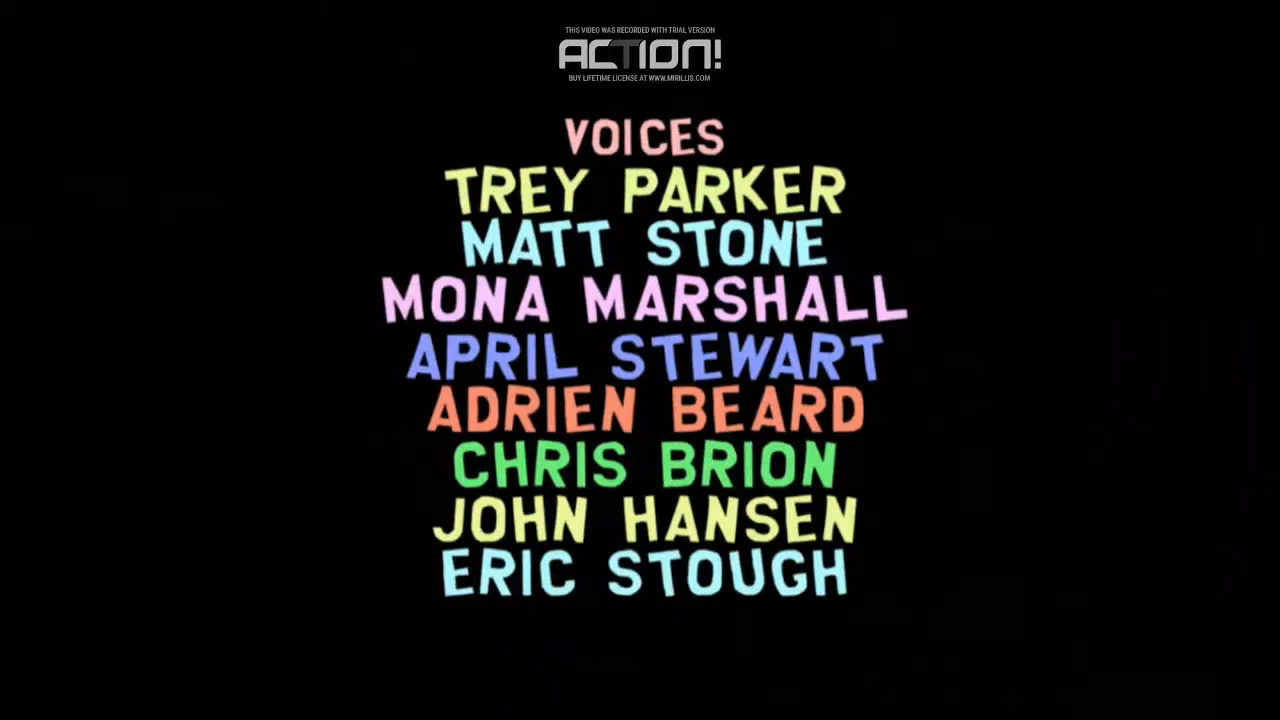 THIS VIDEO WAS RECORDED WITH TRIAL VERSION
ACTION!
BUY LIFETIME LICENSE AT WWW.MIRILLIS.COM
VOICES
TREY PARKER
MATT STONE
MONA MARSHALL
APRIL STEWART
ADRIEN BEARD
CHRIS BRION
JOHN HANSEN
ERIC STOUGH